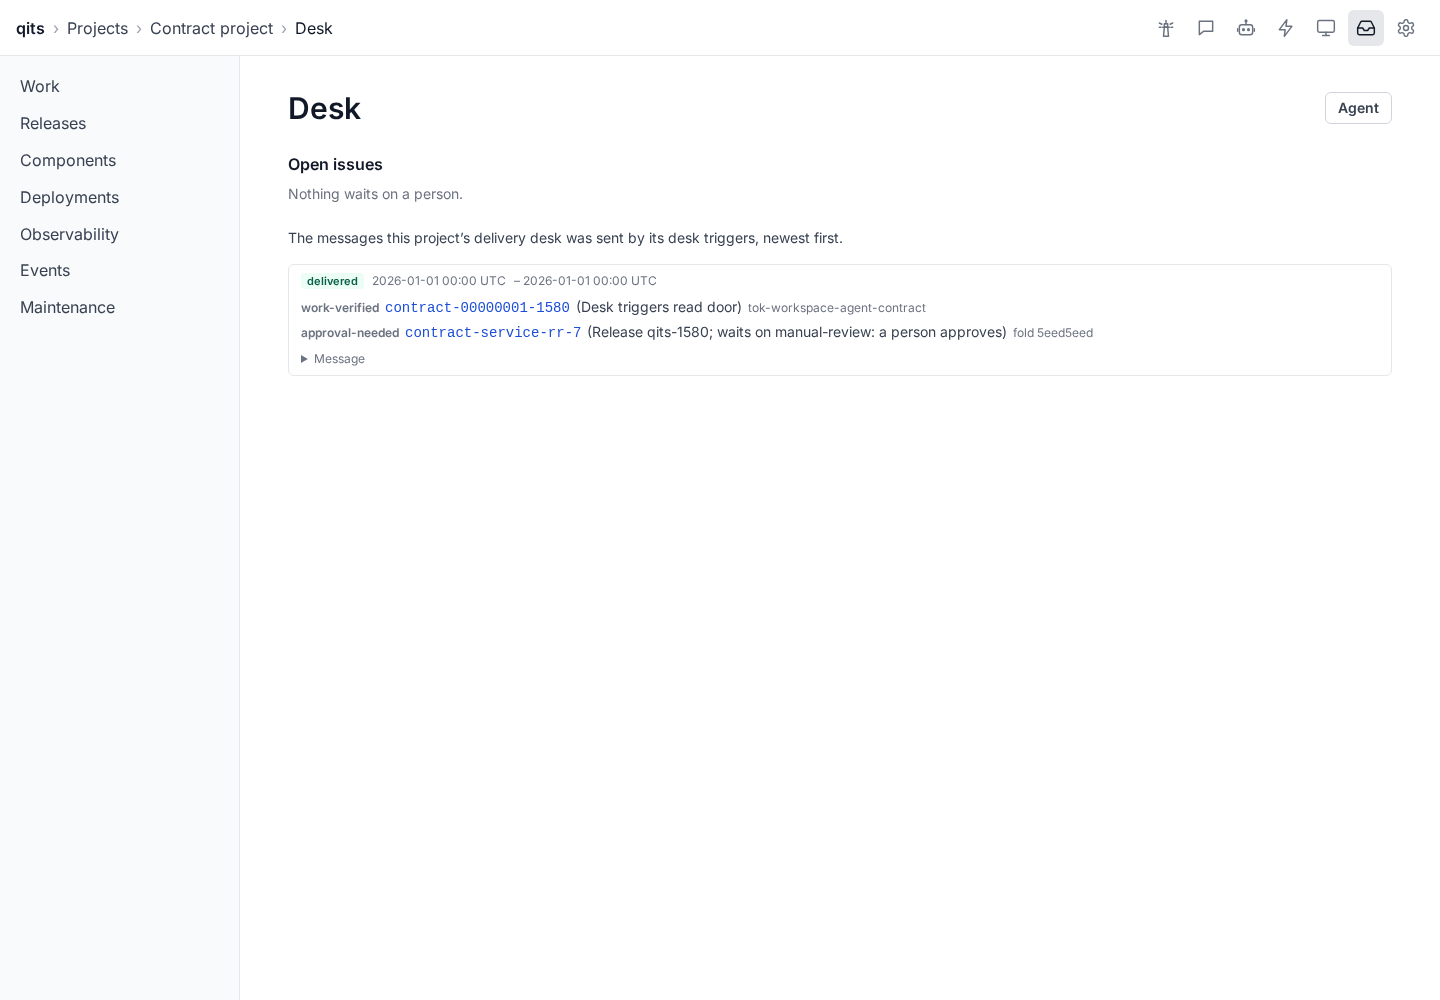 qits › Projects › Contract project › Desk
Work
Releases
Components
Deployments
Observability
Events
Maintenance
Desk
Agent
Open issues
Nothing waits on a person.
The messages this project’s delivery desk was sent by its desk triggers, newest first.
delivered 2026-01-01 00:00 UTC – 2026-01-01 00:00 UTC
work-verified contract-00000001-1580 (Desk triggers read door) tok-workspace-agent-contract
approval-needed contract-service-rr-7 (Release qits-1580; waits on manual-review: a person approves) fold 5eed5eed
Message